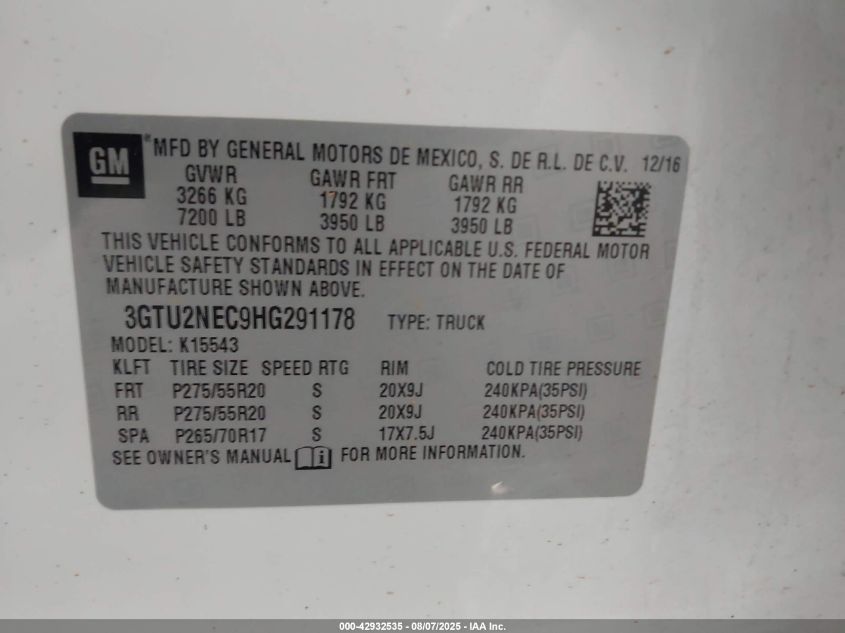 GM ® MFD BY GENERAL MOTORS DE MEXICO, S. DE R.L. DE C.V. 12/16
GVWR GAWR FRT GAWR RR
3266 KG 1792 KG 1792 KG
7200 LB 3950 LB 3950 LB
THIS VEHICLE CONFORMS TO ALL APPLICABLE U.S. FEDERAL MOTOR
VEHICLE SAFETY STANDARDS IN EFFECT ON THE DATE OF
MANUFACTURE SHOWN ABOVE.
3GTU2NEC9HG291178 TYPE: TRUCK
MODEL: K15543
KLFT TIRE SIZE SPEED RTG RIM COLD TIRE PRESSURE
FRT P275/55R20 S 20X9J 240KPA(35PSI)
RR P275/55R20 S 20X9J 240KPA(35PSI)
SPA P265/70R17 S 17X7.5J 240KPA(35PSI)
SEE OWNER'S MANUAL i FOR MORE INFORMATION.
000-42932535 - 08/07/2025 - IAA Inc.